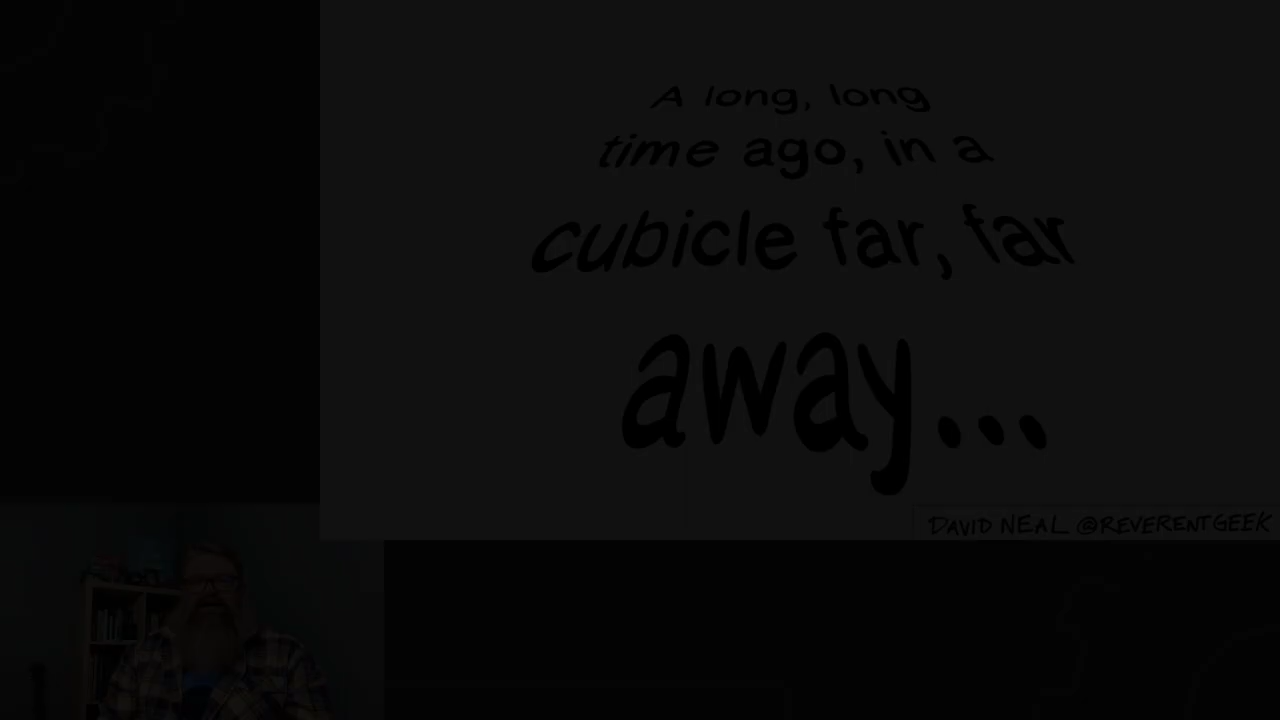 A long, long
time ago, in a
cubicle far, far
away...
DAVID NEAL @REVERENTGEEK